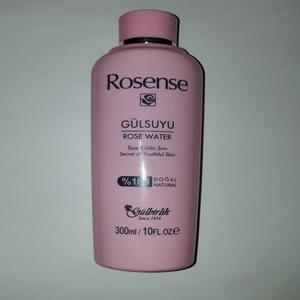 Rosense
GÜLSUYU
ROSE WATER
Taze Cildin Sırrı
Secret of Youthful Skin
%100 DOĞAL
NATURAL
Gülbirlik
Since 1954
300ml / 10FL.OZ℮